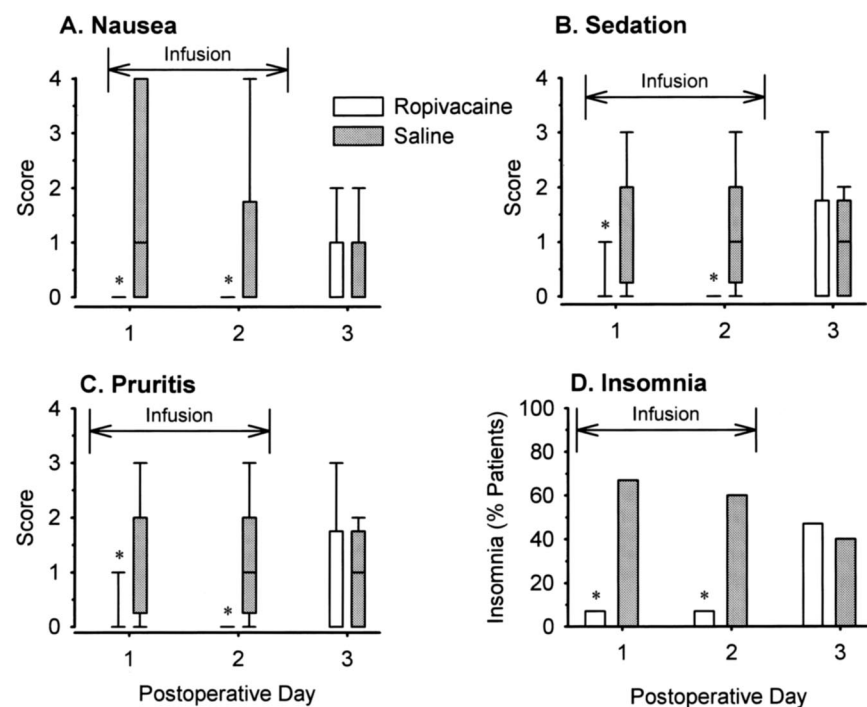 A. Nausea
Infusion
4
3
2
1
0
Score
*
*
1
2
3
Ropivacaine
Saline
B. Sedation
Infusion
4
3
2
1
0
Score
*
*
1
2
3
C. Pruritis
Infusion
4
3
2
1
0
Score
*
*
1
2
3
Postoperative Day
D. Insomnia
Infusion
100
80
60
40
20
0
Insomnia (% Patients)
*
*
1
2
3
Postoperative Day